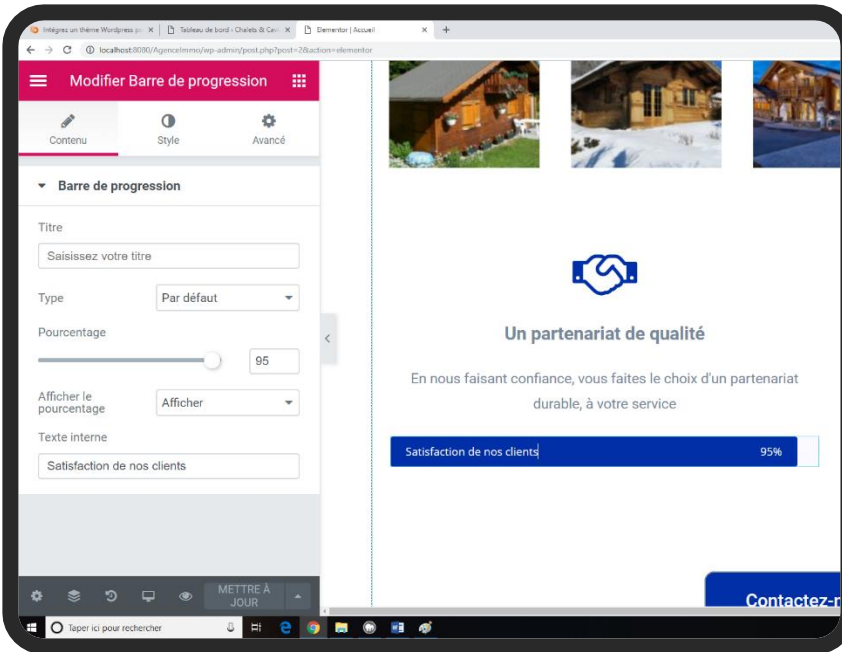 Intégrez un thème Wordpress po
Tableau de bord ‹ Chalets & Cavi
Elementor | Accueil
localhost:8080/AgenceImmo/wp-admin/post.php?post=28&action=elementor
Modifier Barre de progression
Contenu
Style
Avancé
Barre de progression
Titre
Saisissez votre titre
Type
Par défaut
Pourcentage
95
Afficher le
pourcentage
Afficher
Texte interne
Satisfaction de nos clients
METTRE À
JOUR
Un partenariat de qualité
En nous faisant confiance, vous faites le choix d'un partenariat
durable, à votre service
Satisfaction de nos clients 95%
Contactez-
Taper ici pour rechercher